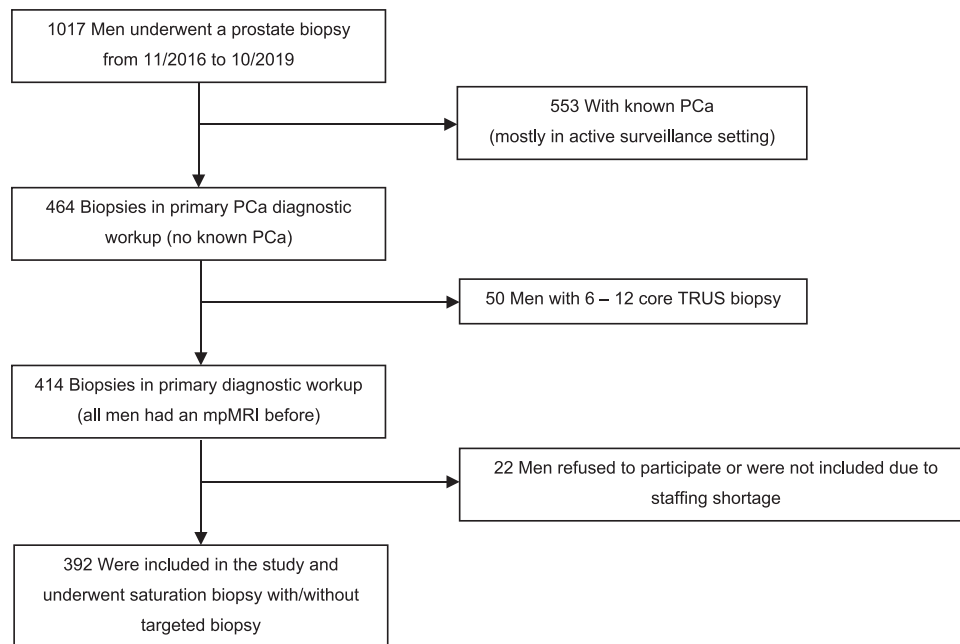 1017 Men underwent a prostate biopsy
from 11/2016 to 10/2019
553 With known PCa
(mostly in active surveillance setting)
464 Biopsies in primary PCa diagnostic
workup (no known PCa)
50 Men with 6 – 12 core TRUS biopsy
414 Biopsies in primary diagnostic workup
(all men had an mpMRI before)
22 Men refused to participate or were not included due to
staffing shortage
392 Were included in the study and
underwent saturation biopsy with/without
targeted biopsy